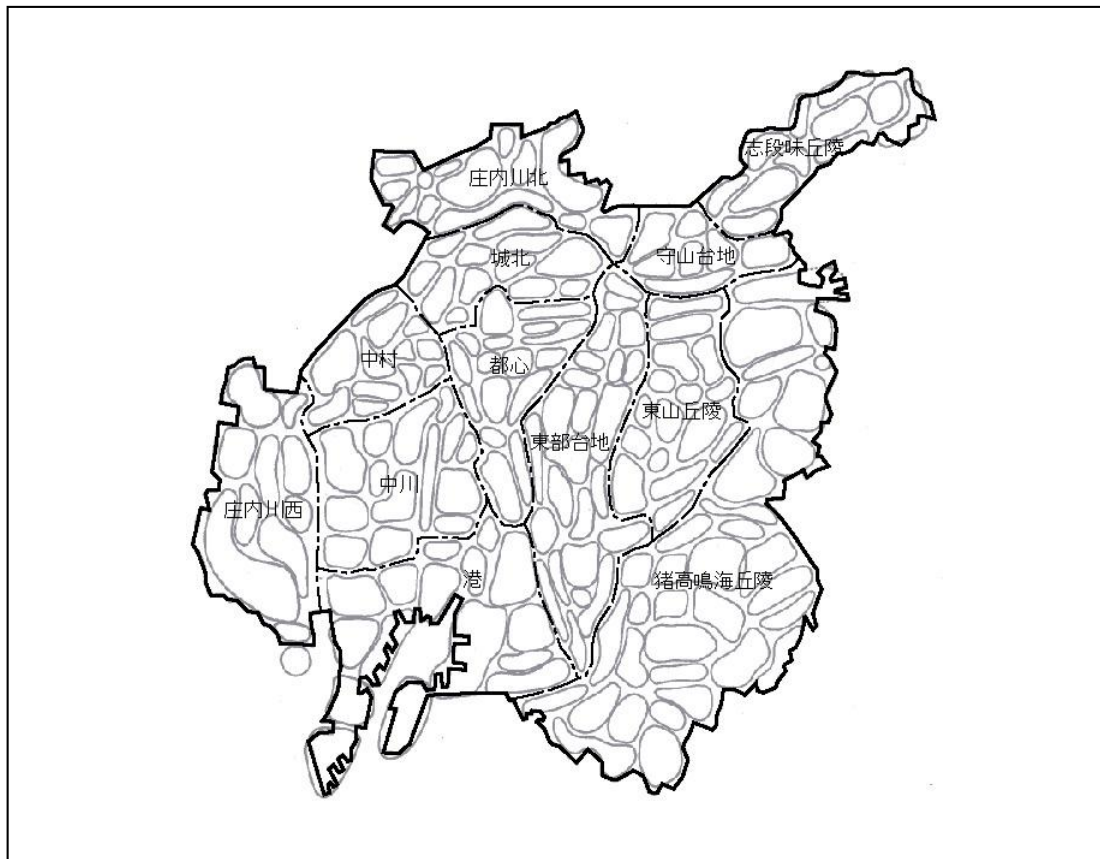 志段味丘陵
庄内川北
守山台地
城北
中村
都心
東山丘陵
東部台地
中川
庄内川西
港
猪高鳴海丘陵